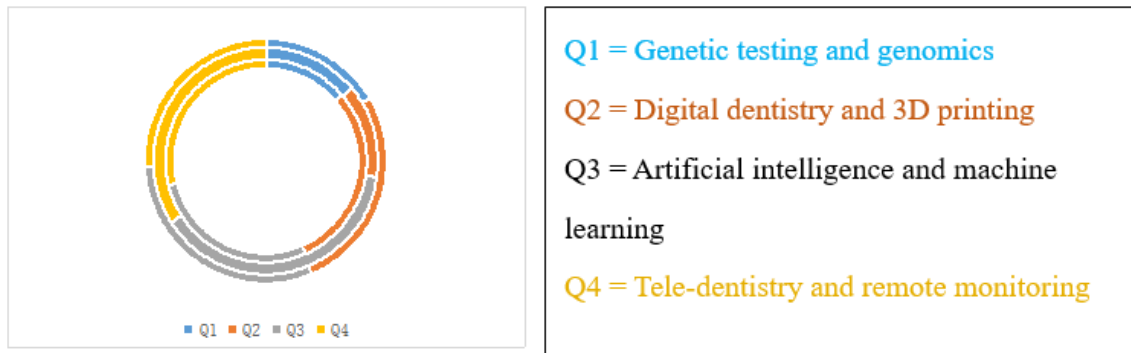 Q1 Q2 Q3 Q4
Q1 = Genetic testing and genomics
Q2 = Digital dentistry and 3D printing
Q3 = Artificial intelligence and machine
learning
Q4 = Tele-dentistry and remote monitoring